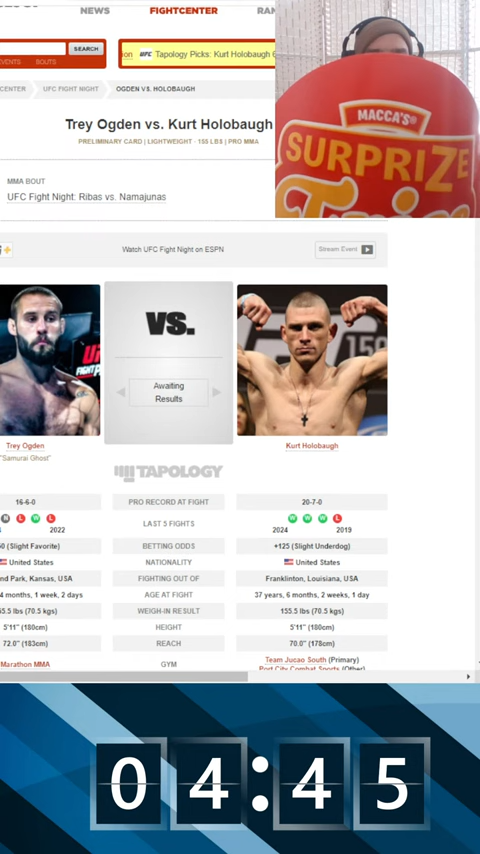 NEWS
FIGHTCENTER
RAN
SEARCH
EVENTS
BOUTS
on UFC Tapology Picks: Kurt Holobaugh 6
CENTER
UFC FIGHT NIGHT
OGDEN VS. HOLOBAUGH
MACCA'S®
SURPRIZE
Trey Ogden vs. Kurt Holobaugh
PRELIMINARY CARD | LIGHTWEIGHT · 155 LBS | PRO MMA
MMA BOUT
UFC Fight Night: Ribas vs. Namajunas
Watch UFC Fight Night on ESPN
Stream Event
VS.
Awaiting
Results
150
Trey Ogden
"Samurai Ghost"
Kurt Holobaugh
TAPOLOGY
16-6-0
PRO RECORD AT FIGHT
20-7-0
L W L
LAST 5 FIGHTS
W W W L
2022
2024 2019
0 (Slight Favorite)
BETTING ODDS
+125 (Slight Underdog)
United States
NATIONALITY
United States
nd Park, Kansas, USA
FIGHTING OUT OF
Franklinton, Louisiana, USA
4 months, 1 week, 2 days
AGE AT FIGHT
37 years, 6 months, 2 weeks, 1 day
55.5 lbs (70.5 kgs)
WEIGH-IN RESULT
155.5 lbs (70.5 kgs)
5'11" (180cm)
HEIGHT
5'11" (180cm)
72.0" (183cm)
REACH
70.0" (178cm)
Marathon MMA
GYM
Team Jucao South (Primary)
Port City Combat Sports (Other)
04:45